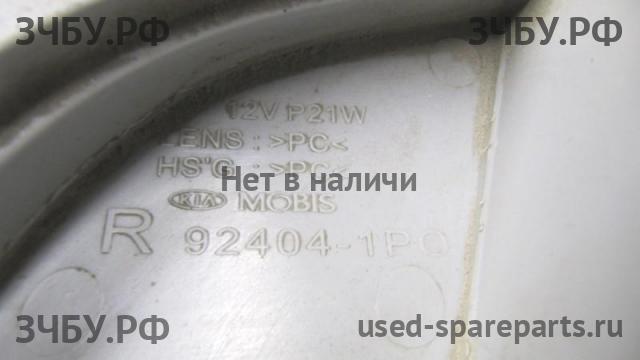 ЗЧБУ.РФ ЗЧБУ.РФ
12V P21W
LENS : >PC<
HS'G : >PC<
Нет в наличи
KIA MOBIS
R 92404-1P0
ЗЧБУ.РФ used-spareparts.ru